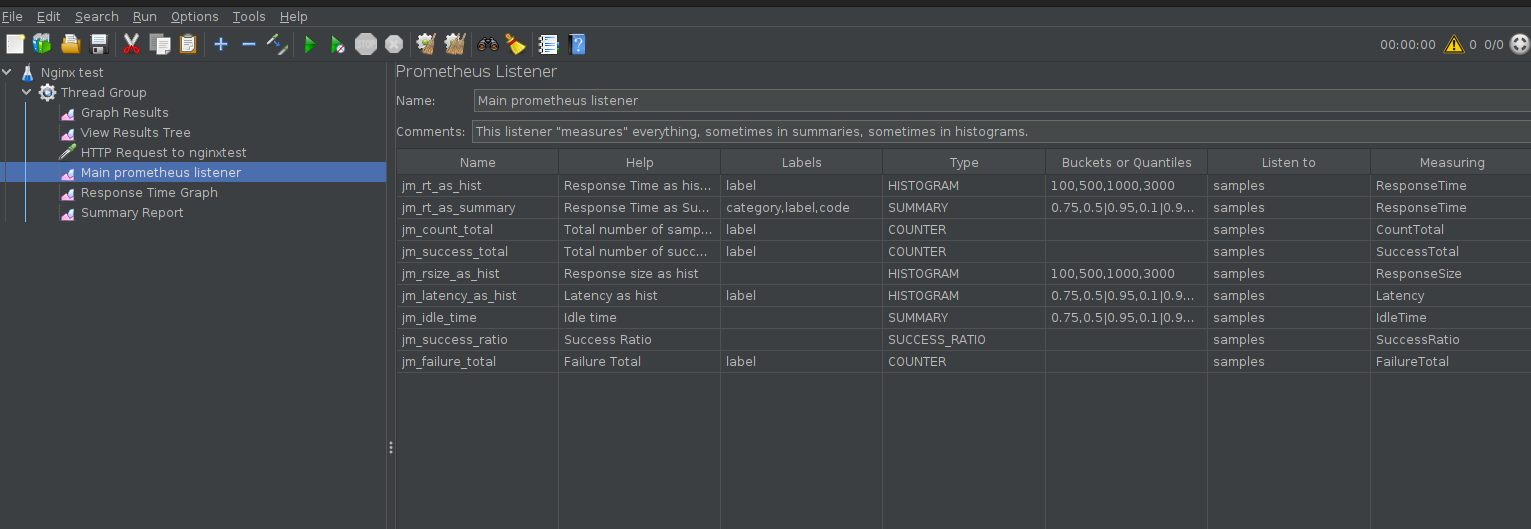 File Edit Search Run Options Tools Help
00:00:00 0 0/0
Nginx test
Thread Group
Graph Results
View Results Tree
HTTP Request to nginxtest
Main prometheus listener
Response Time Graph
Summary Report
Prometheus Listener
Name: Main prometheus listener
Comments: This listener "measures" everything, sometimes in summaries, sometimes in histograms.
Name Help Labels Type Buckets or Quantiles Listen to Measuring
jm_rt_as_hist Response Time as his... label HISTOGRAM 100,500,1000,3000 samples ResponseTime
jm_rt_as_summary Response Time as Su... category,label,code SUMMARY 0.75,0.5|0.95,0.1|0.9... samples ResponseTime
jm_count_total Total number of samp... label COUNTER samples CountTotal
jm_success_total Total number of succ... label COUNTER samples SuccessTotal
jm_rsize_as_hist Response size as hist HISTOGRAM 100,500,1000,3000 samples ResponseSize
jm_latency_as_hist Latency as hist label HISTOGRAM 0.75,0.5|0.95,0.1|0.9... samples Latency
jm_idle_time Idle time SUMMARY 0.75,0.5|0.95,0.1|0.9... samples IdleTime
jm_success_ratio Success Ratio SUCCESS_RATIO samples SuccessRatio
jm_failure_total Failure Total label COUNTER samples FailureTotal